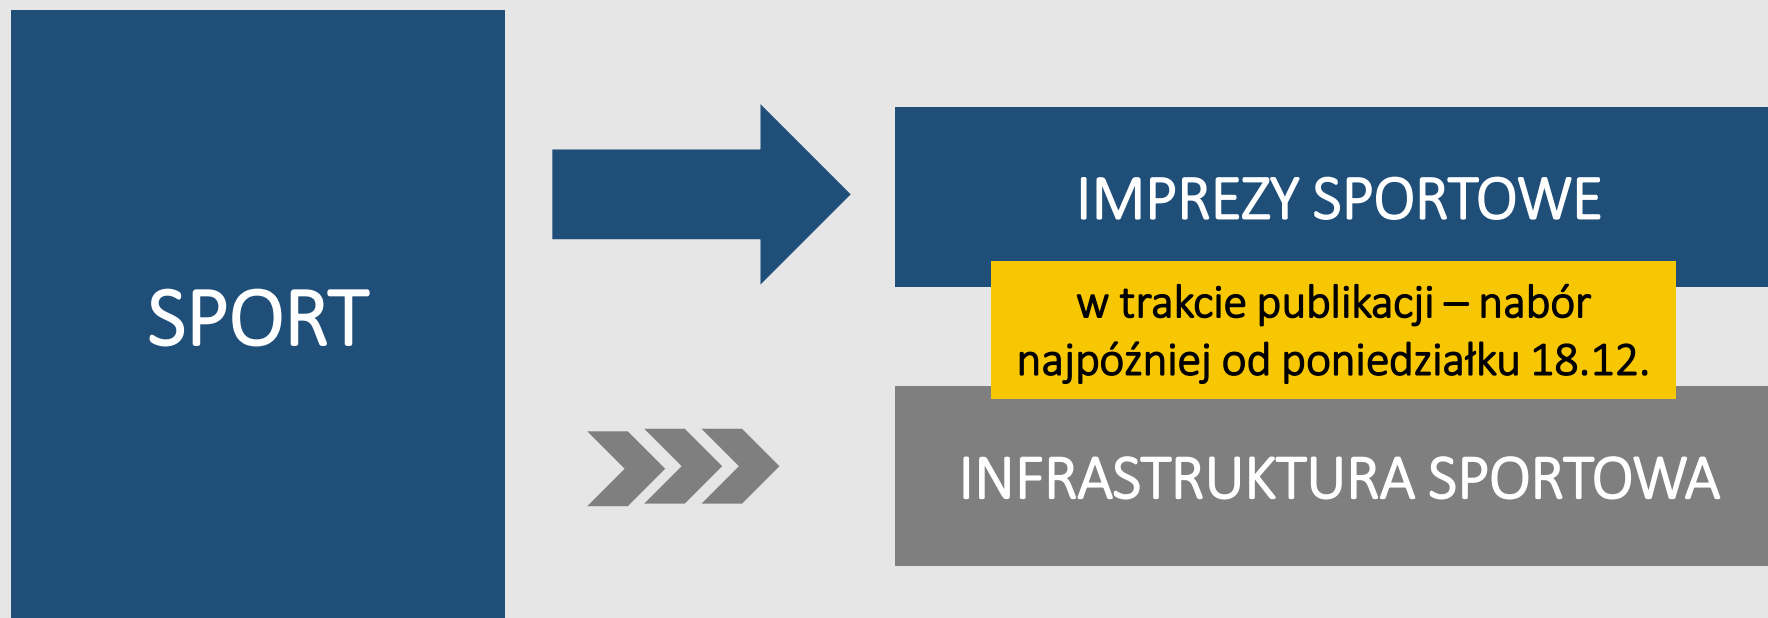 SPORT
IMPREZY SPORTOWE
w trakcie publikacji – nabór
najpóźniej od poniedziałku 18.12.
INFRASTRUKTURA SPORTOWA